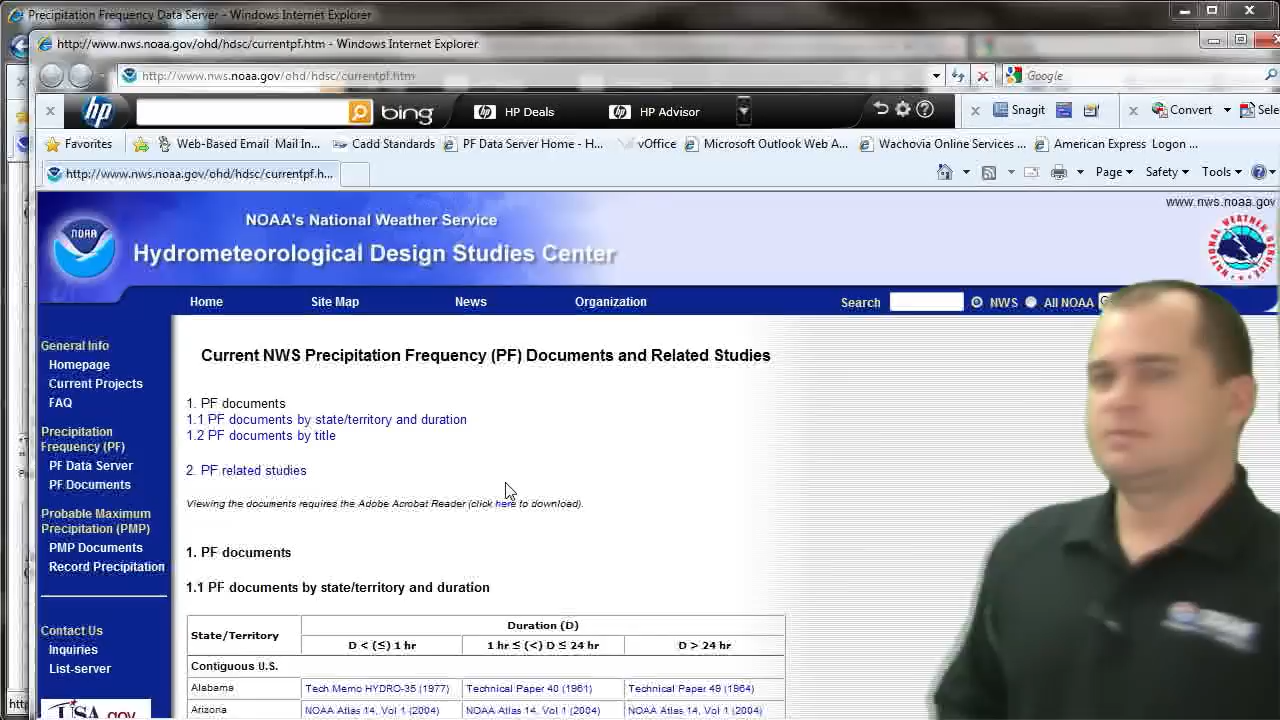 Precipitation Frequency Data Server - Windows Internet Explorer
http://www.nws.noaa.gov/ohd/hdsc/currentpf.htm - Windows Internet Explorer
http://www.nws.noaa.gov/ohd/hdsc/currentpf.htm
Google
hp
bing
HP Deals
HP Advisor
Snagit
Convert
Sele
Favorites
Web-Based Email Mail In...
Cadd Standards
PF Data Server Home - H...
vOffice
Microsoft Outlook Web A...
Wachovia Online Services ...
American Express Logon ...
http://www.nws.noaa.gov/ohd/hdsc/currentpf.h...
Page
Safety
Tools
www.nws.noaa.gov
NOAA
NOAA's National Weather Service
Hydrometeorological Design Studies Center
Home
Site Map
News
Organization
Search
NWS
All NOAA
General Info
Homepage
Current Projects
FAQ
Precipitation
Frequency (PF)
PF Data Server
PF Documents
Probable Maximum
Precipitation (PMP)
PMP Documents
Record Precipitation
Contact Us
Inquiries
List-server
USA.gov
Current NWS Precipitation Frequency (PF) Documents and Related Studies
1. PF documents
1.1 PF documents by state/territory and duration
1.2 PF documents by title
2. PF related studies
Viewing the documents requires the Adobe Acrobat Reader (click here to download).
1. PF documents
1.1 PF documents by state/territory and duration
State/Territory
Duration (D)
D < (≤) 1 hr
1 hr ≤ (<) D ≤ 24 hr
D > 24 hr
Contiguous U.S.
Alabama
Tech Memo HYDRO-35 (1977)
Technical Paper 40 (1961)
Technical Paper 49 (1964)
Arizona
NOAA Atlas 14, Vol 1 (2004)
NOAA Atlas 14, Vol 1 (2004)
NOAA Atlas 14, Vol 1 (2004)